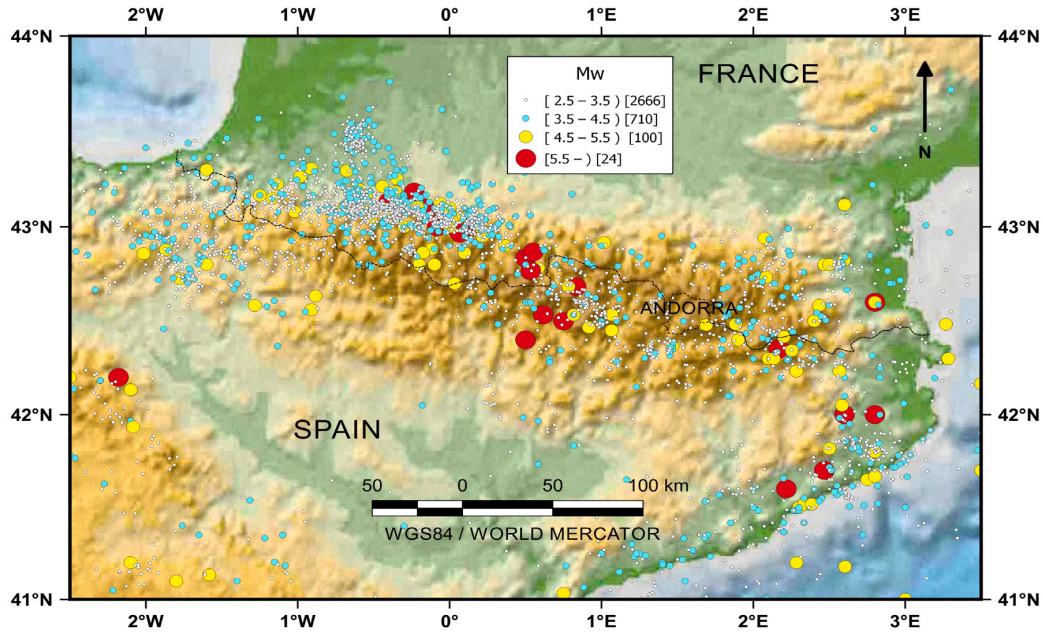 2°W 1°W 0° 1°E 2°E 3°E
44°N 44°N
Mw
[ 2.5 – 3.5 ) [2666]
[ 3.5 – 4.5 ) [710]
[ 4.5 – 5.5 ) [100]
[5.5 – ) [24]
FRANCE
N
43°N 43°N
ANDORRA
42°N 42°N
SPAIN
50 0 50 100 km
WGS84 / WORLD MERCATOR
41°N 41°N
2°W 1°W 0° 1°E 2°E 3°E